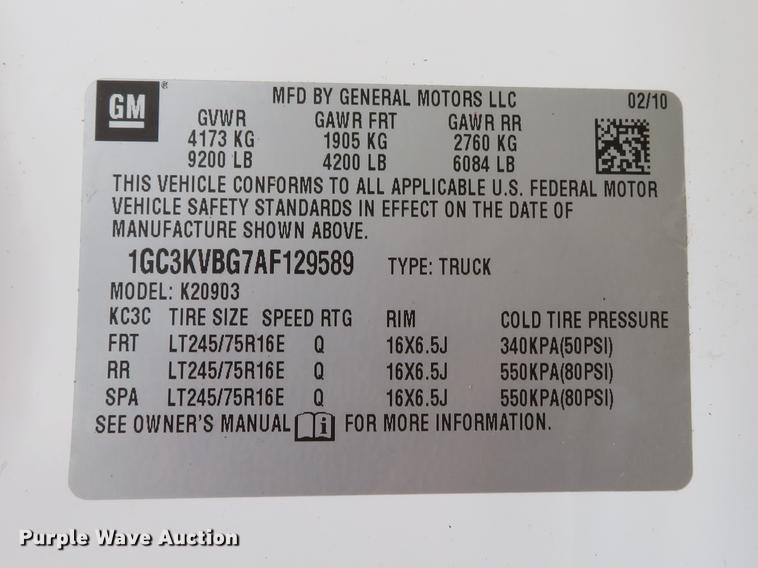 GM®
MFD BY GENERAL MOTORS LLC 02/10
GVWR GAWR FRT GAWR RR
4173 KG 1905 KG 2760 KG
9200 LB 4200 LB 6084 LB
THIS VEHICLE CONFORMS TO ALL APPLICABLE U.S. FEDERAL MOTOR
VEHICLE SAFETY STANDARDS IN EFFECT ON THE DATE OF
MANUFACTURE SHOWN ABOVE.
1GC3KVBG7AF129589 TYPE: TRUCK
MODEL: K20903
KC3C TIRE SIZE SPEED RTG RIM COLD TIRE PRESSURE
FRT LT245/75R16E Q 16X6.5J 340KPA(50PSI)
RR LT245/75R16E Q 16X6.5J 550KPA(80PSI)
SPA LT245/75R16E Q 16X6.5J 550KPA(80PSI)
SEE OWNER'S MANUAL i FOR MORE INFORMATION.
Purple Wave Auction